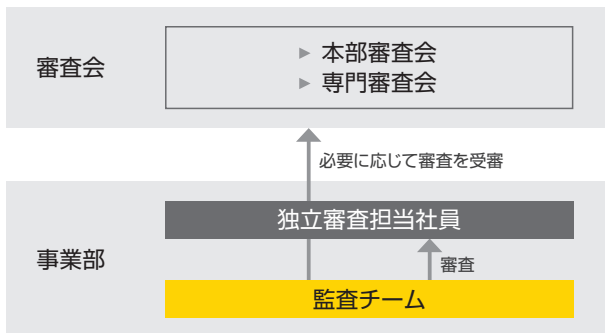 審査会
▶ 本部審査会
▶ 専門審査会
必要に応じて審査を受審
事業部
独立審査担当社員
審査
監査チーム